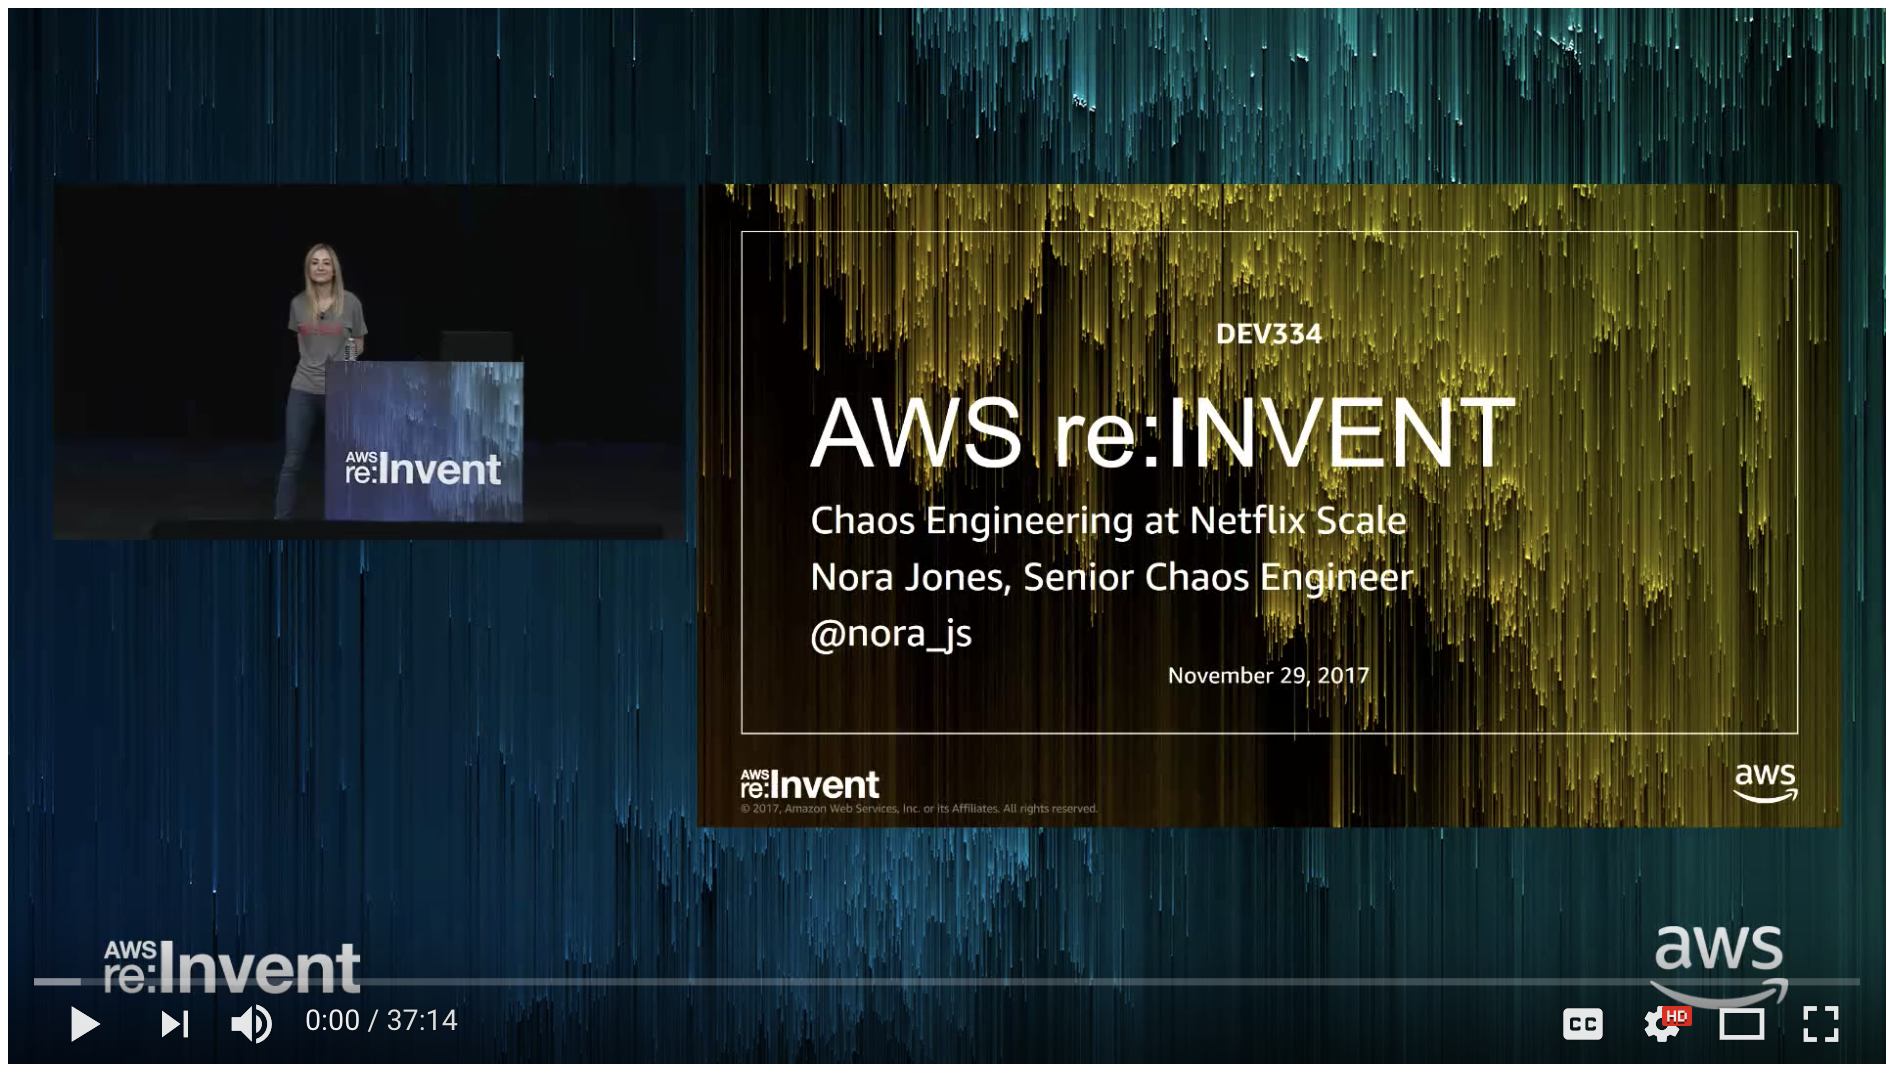 DEV334
AWS re:INVENT
Chaos Engineering at Netflix Scale
Nora Jones, Senior Chaos Engineer
@nora_js
November 29, 2017
AWS
re:Invent
© 2017, Amazon Web Services, Inc. or its Affiliates. All rights reserved.
aws
AWS
re:Invent
AWS
re:Invent
aws
0:00 / 37:14
CC
HD